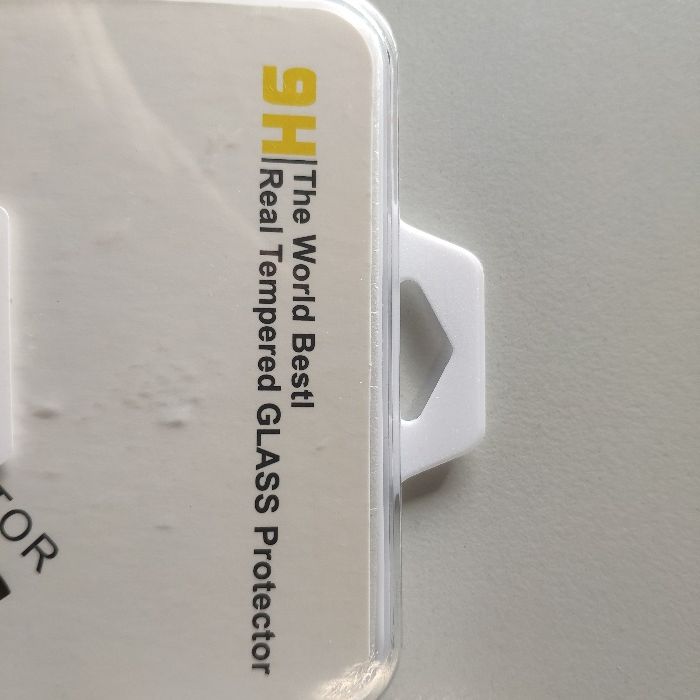 9H
The World Bestl
Real Tempered GLASS Protector
TOR